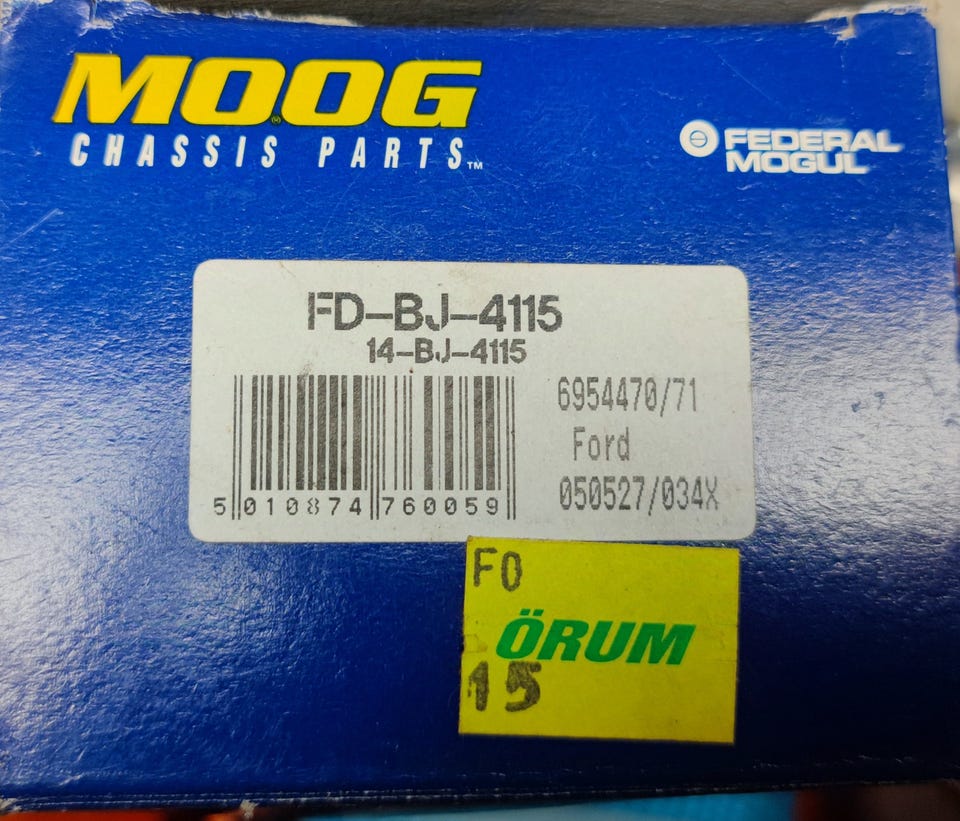 MOOG
CHASSIS PARTS™
FEDERAL
MOGUL
FD-BJ-4115
14-BJ-4115
6954470/71
Ford
050527/034X
5 010874 760059
FO
ÖRUM
15